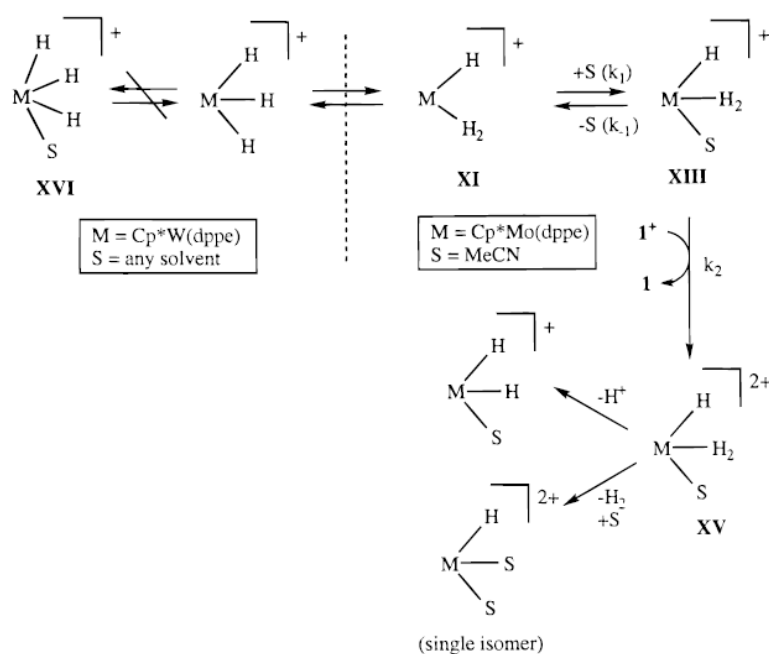 H
+
H
M
H
S
XVI
H
+
M
H
H
M = Cp*W(dppe)
S = any solvent
H
+
M
H₂
XI
+S (k₁)
-S (k₋₁)
H
+
M
H₂
S
XIII
M = Cp*Mo(dppe)
S = MeCN
1⁺
1
k₂
H
+
M
H
S
-H⁺
H
2+
M
H₂
S
XV
-H₂
+S
H
2+
M
S
S
(single isomer)